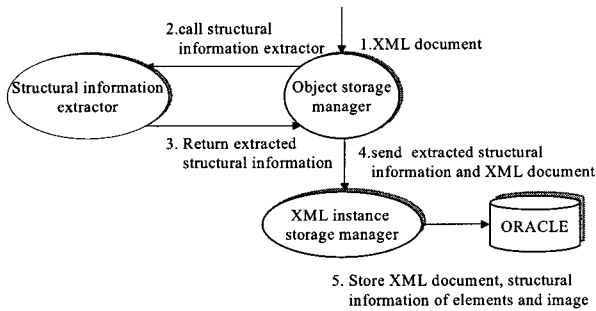 2.call structural
information extractor
1.XML document
Structural information
extractor
Object storage
manager
3. Return extracted
structural information
4.send extracted structural
information and XML document
XML instance
storage manager
ORACLE
5. Store XML document, structural
information of elements and image